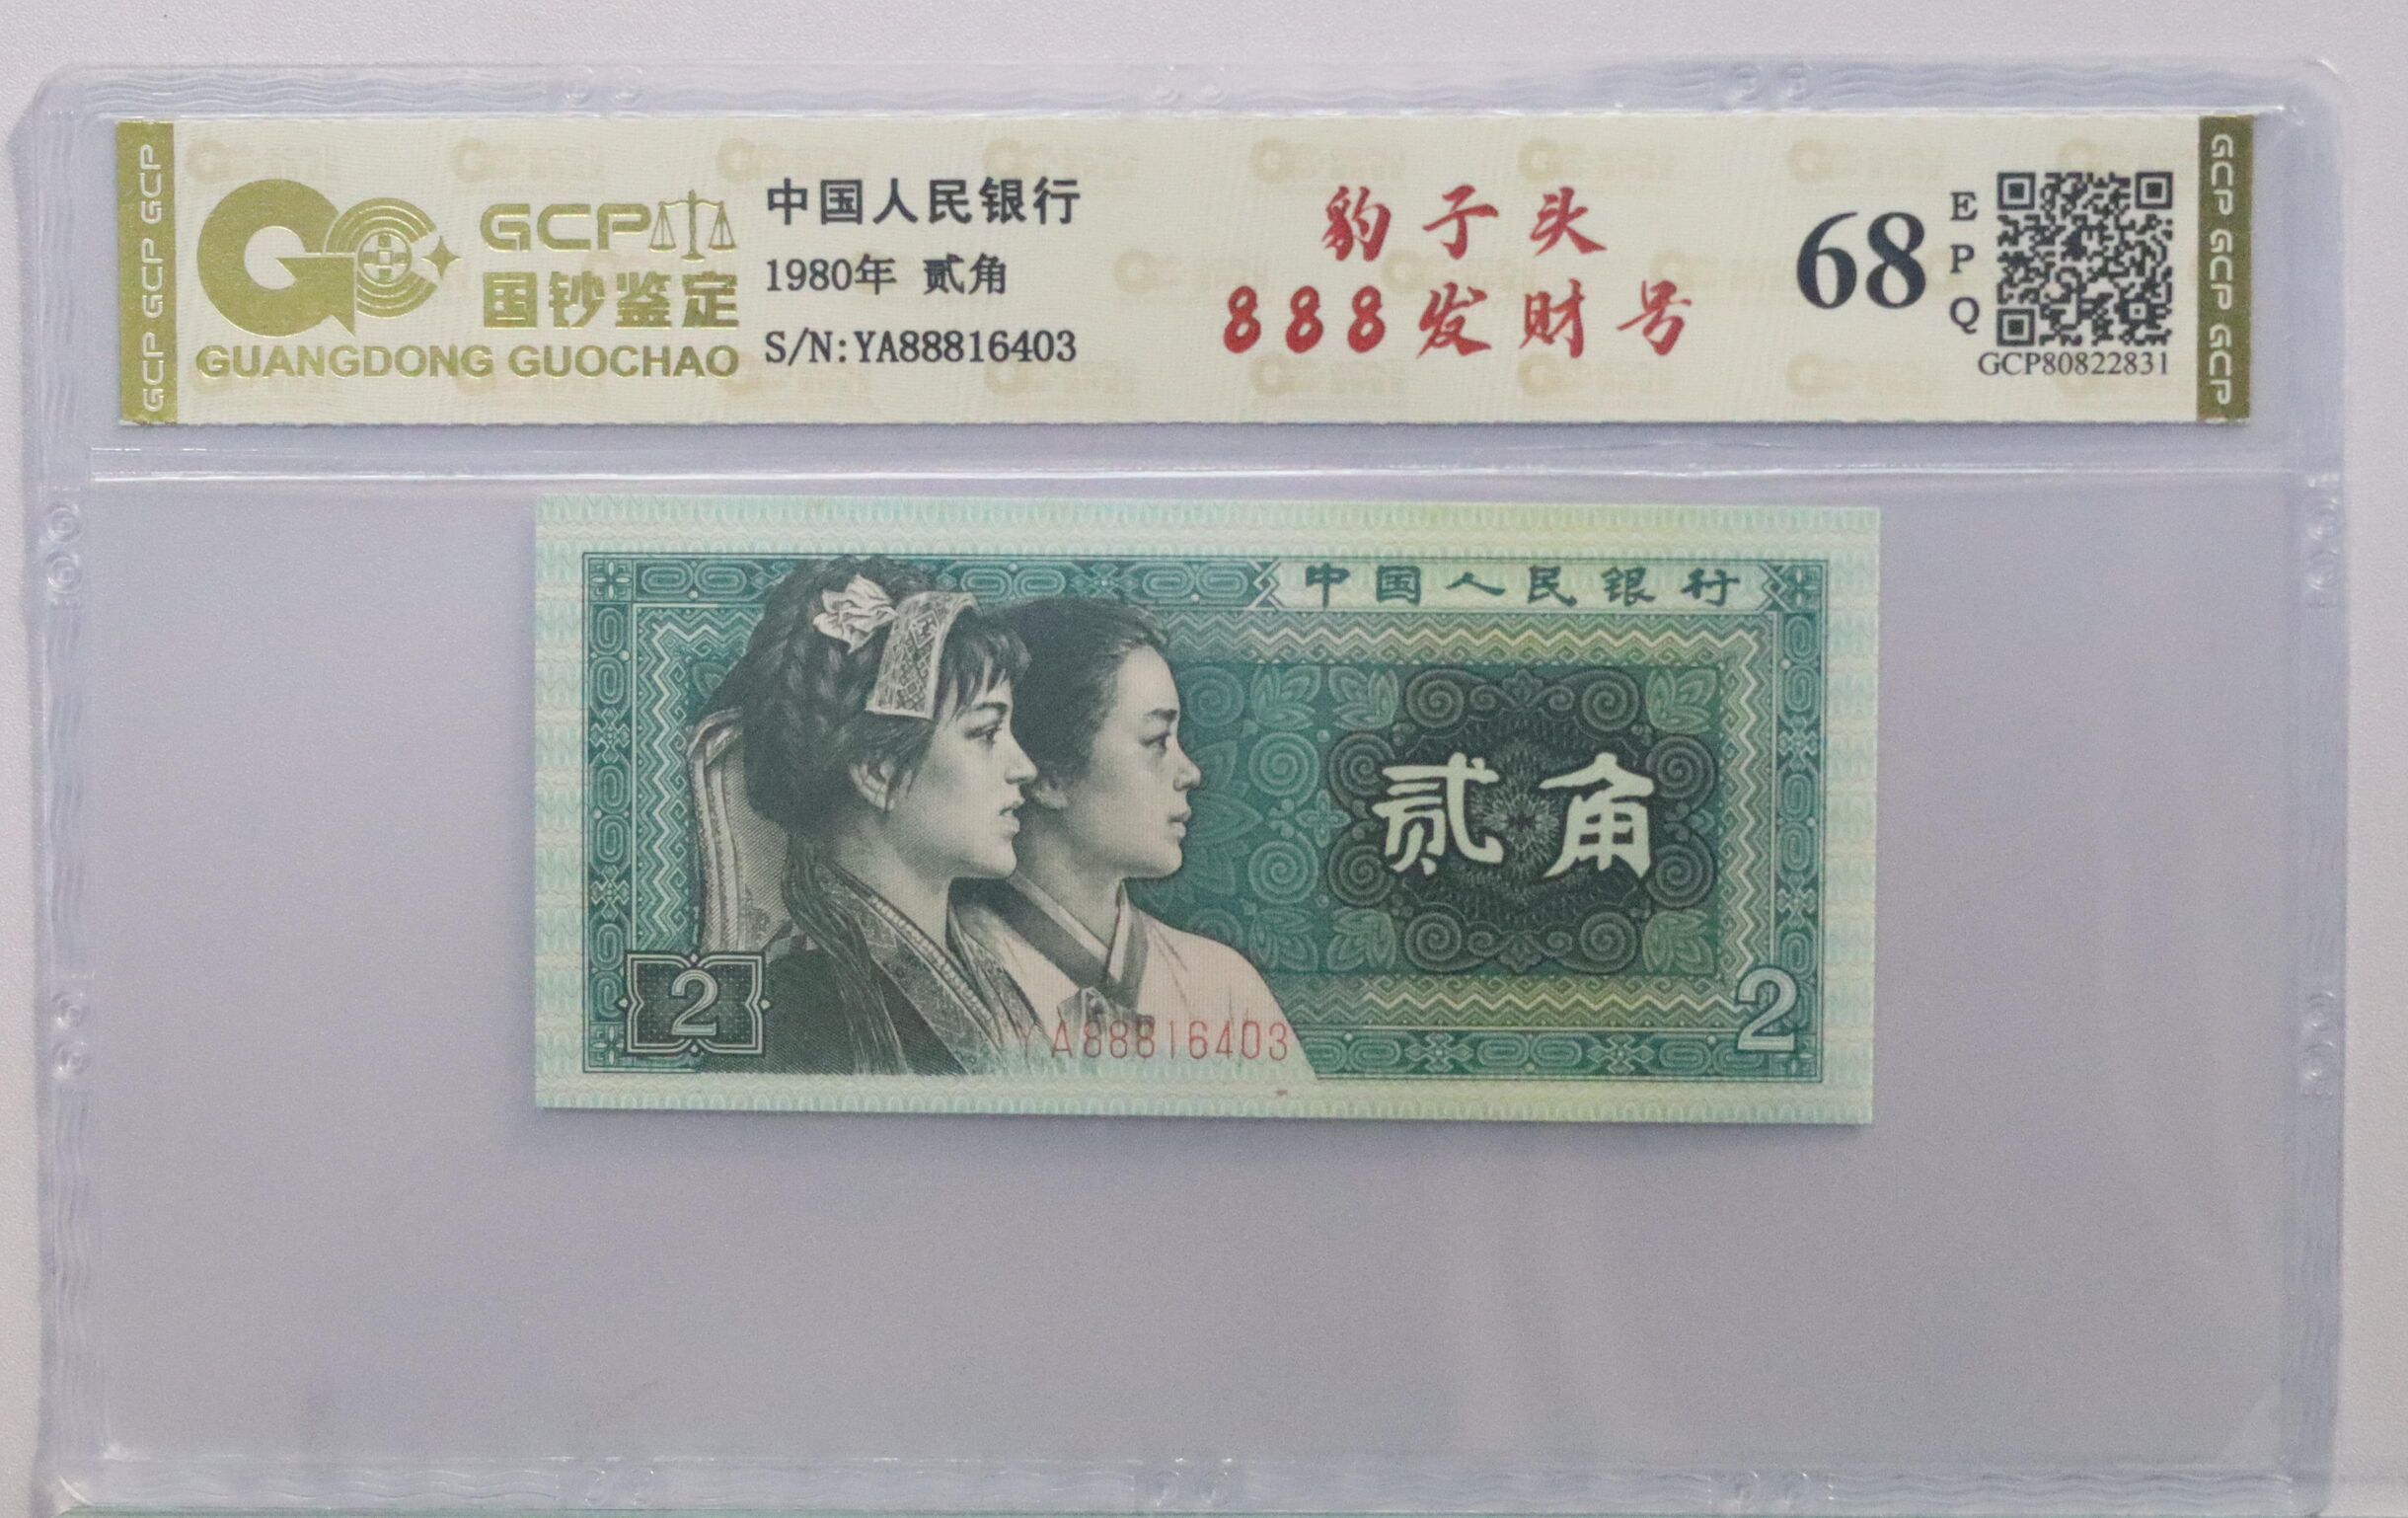 GCP GCP GCP
GCP
国钞鉴定
GUANGDONG GUOCHAO
中国人民银行
1980年 贰角
S/N:YA88816403
豹子头
888发财号
68
E
P
Q
GCP80822831
GCP GCP GCP
中国人民银行
贰角
2
YA88816403
2